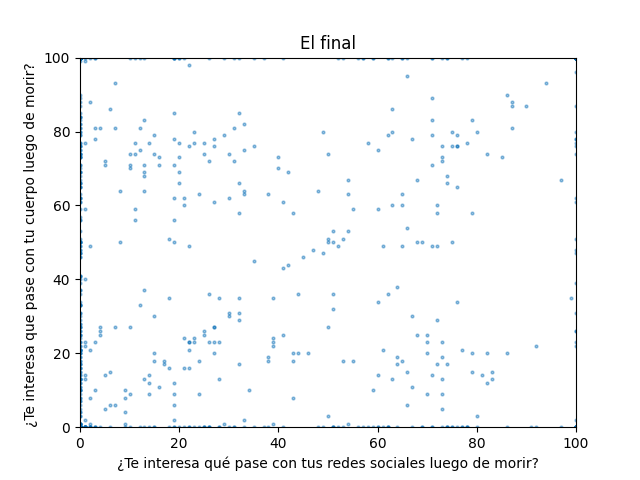 El final
100
80
60
40
20
0
¿Te interesa que pase con tu cuerpo luego de morir?
0 20 40 60 80 100
¿Te interesa qué pase con tus redes sociales luego de morir?